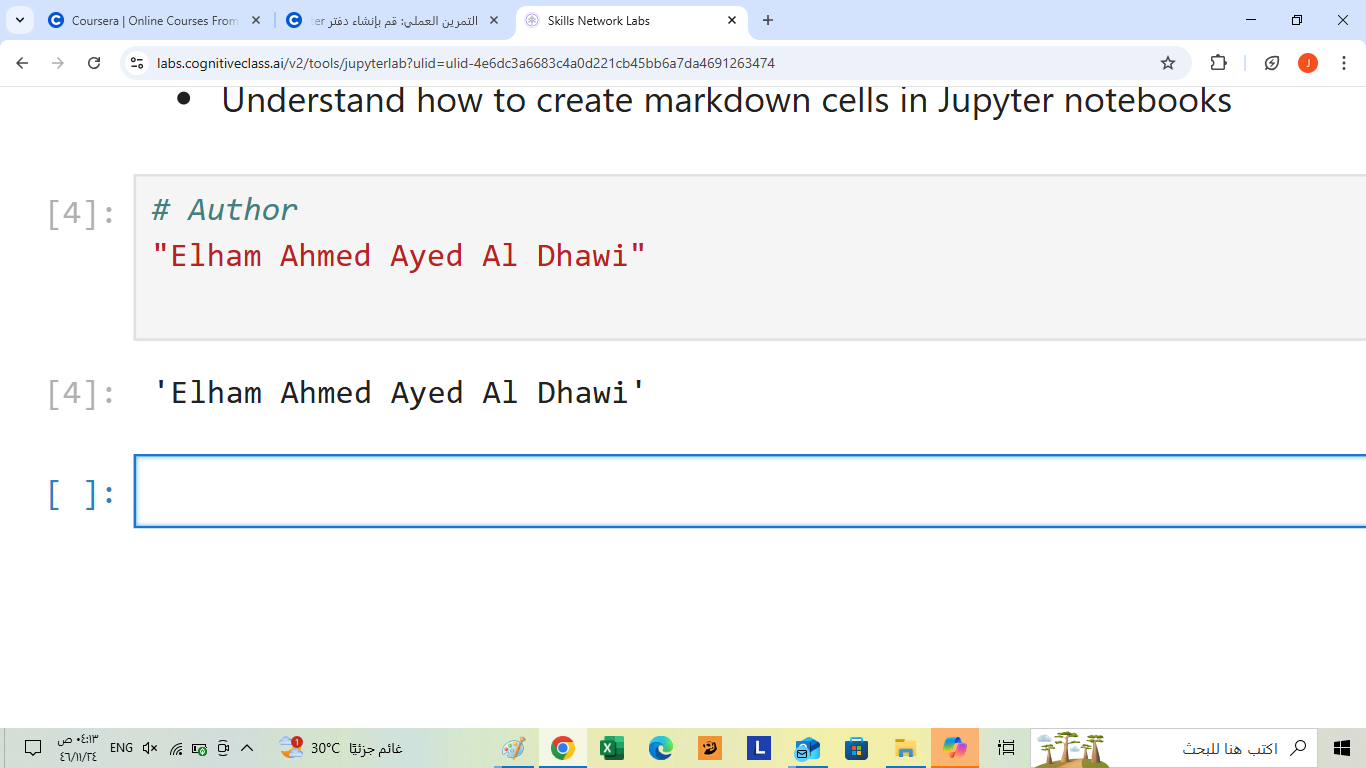 Coursera | Online Courses From
التمرين العملي: قم بإنشاء دفتر ter
Skills Network Labs
labs.cognitiveclass.ai/v2/tools/jupyterlab?ulid=ulid-4e6dc3a6683c4a0d221cb45bb6a7da4691263474
J
• Understand how to create markdown cells in Jupyter notebooks
[4]: # Author
"Elham Ahmed Ayed Al Dhawi"
[4]: 'Elham Ahmed Ayed Al Dhawi'
[ ]:
٠٤:١٣ ص
٤٦/١١/٢٤
ENG
1
30°C غائم جزئيًا
L
اكتب هنا للبحث